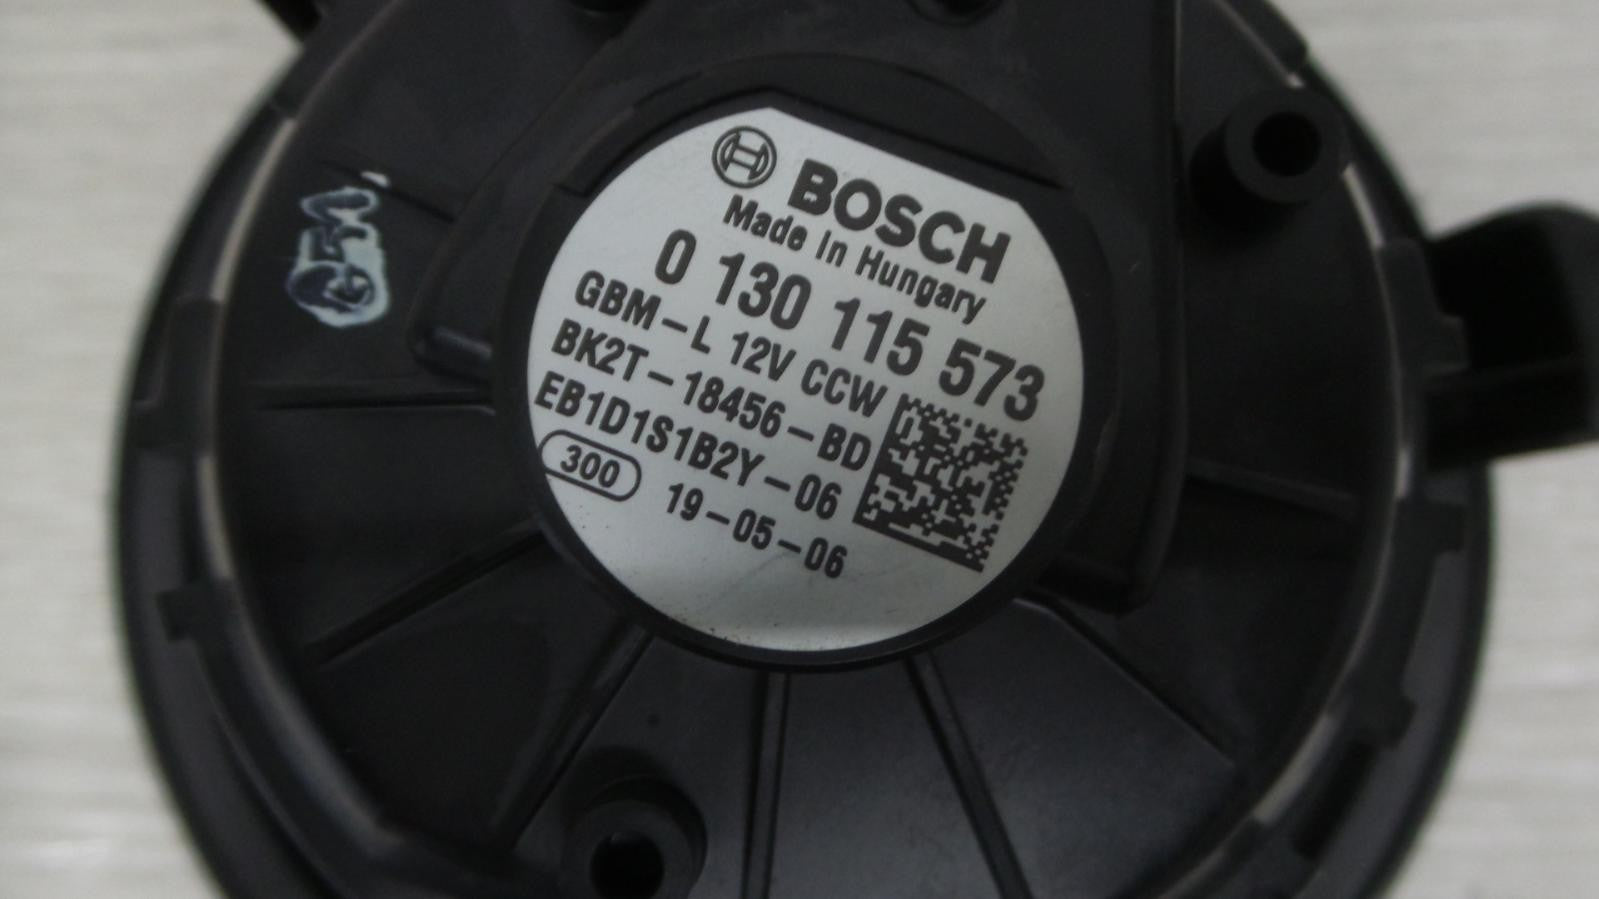 BOSCH
Made In Hungary
0 130 115 573
GBM-L 12V CCW
BK2T-18456-BD
EB1D1S1B2Y-06
300 19-05-06